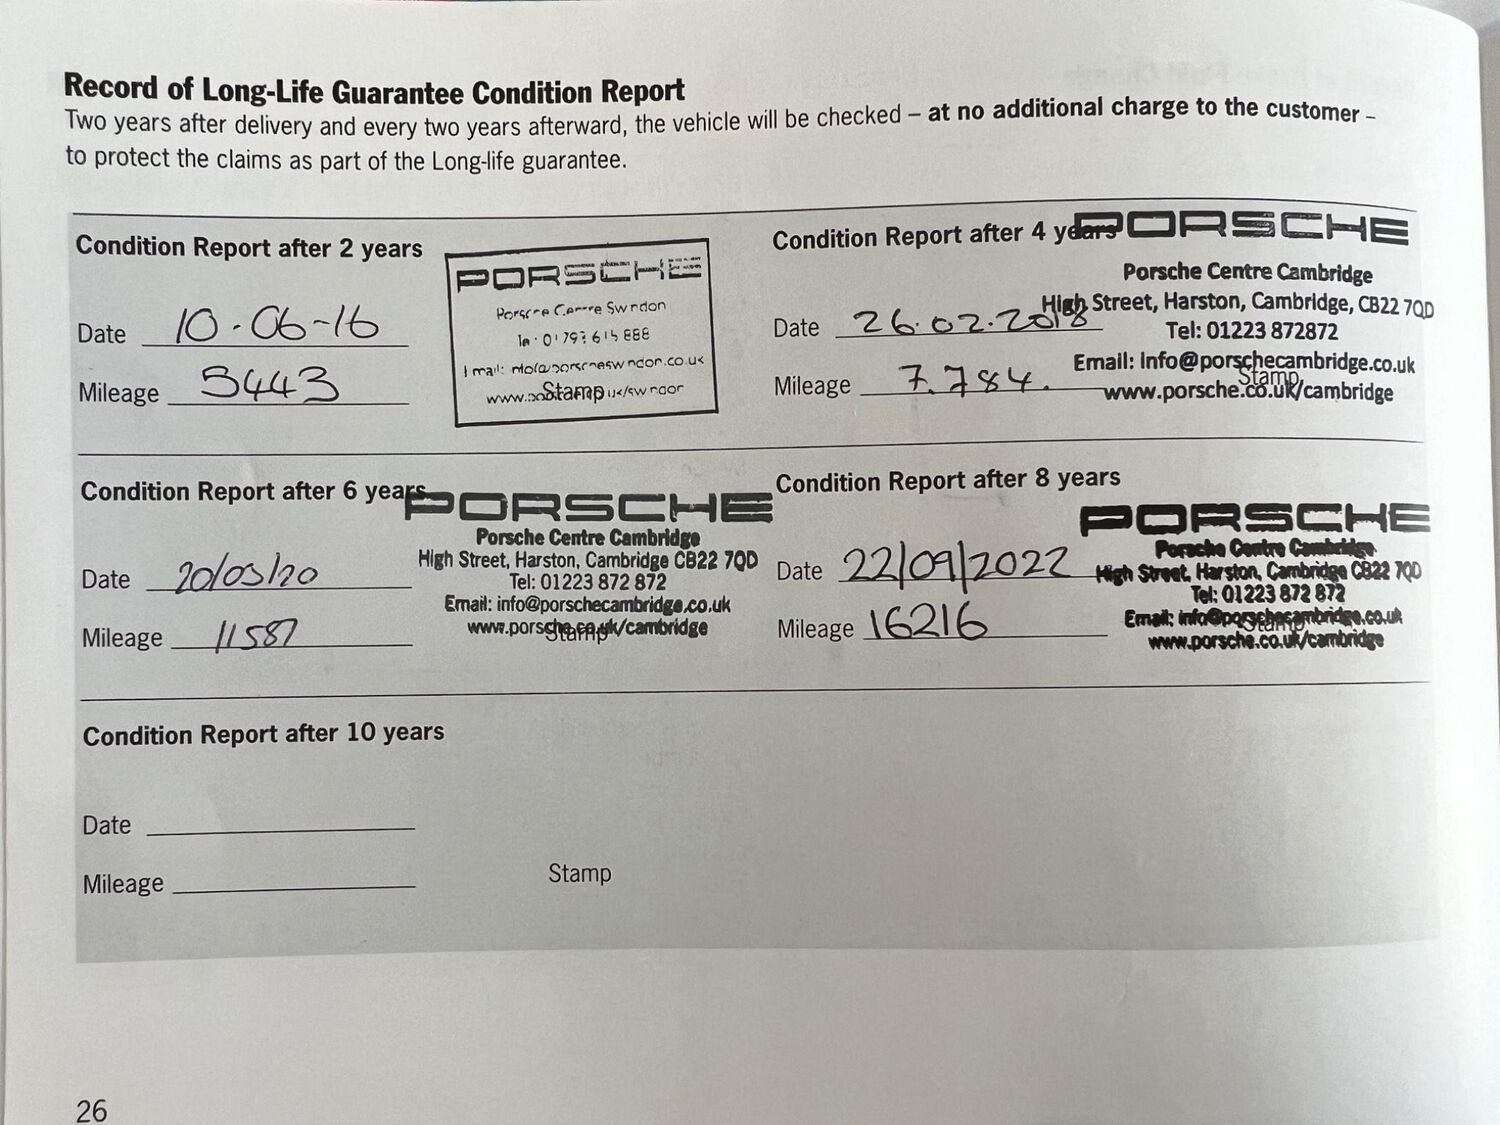 Record of Long-Life Guarantee Condition Report
Two years after delivery and every two years afterward, the vehicle will be checked – at no additional charge to the customer –
to protect the claims as part of the Long-life guarantee.
Condition Report after 2 years
Date 10-06-16
Mileage 5443
PORSCHE
Porsche Centre Swindon
Stamp
Condition Report after 4 years
Date 26.02.2018
Mileage 7.784.
PORSCHE
Porsche Centre Cambridge
High Street, Harston, Cambridge, CB22 7QD
Tel: 01223 872872
Email: info@porschecambridge.co.uk
Stamp
www.porsche.co.uk/cambridge
Condition Report after 6 years
Date 20/03/20
Mileage 11587
PORSCHE
Porsche Centre Cambridge
High Street, Harston, Cambridge CB22 7QD
Tel: 01223 872 872
Email: info@porschecambridge.co.uk
www.porsche.co.uk/cambridge
Stamp
Condition Report after 8 years
Date 22/09/2022
Mileage 16216
PORSCHE
Porsche Centre Cambridge
High Street, Harston, Cambridge CB22 7QD
Tel: 01223 872 872
Email: info@porschecambridge.co.uk
Stamp
www.porsche.co.uk/cambridge
Condition Report after 10 years
Date
Mileage
Stamp
26